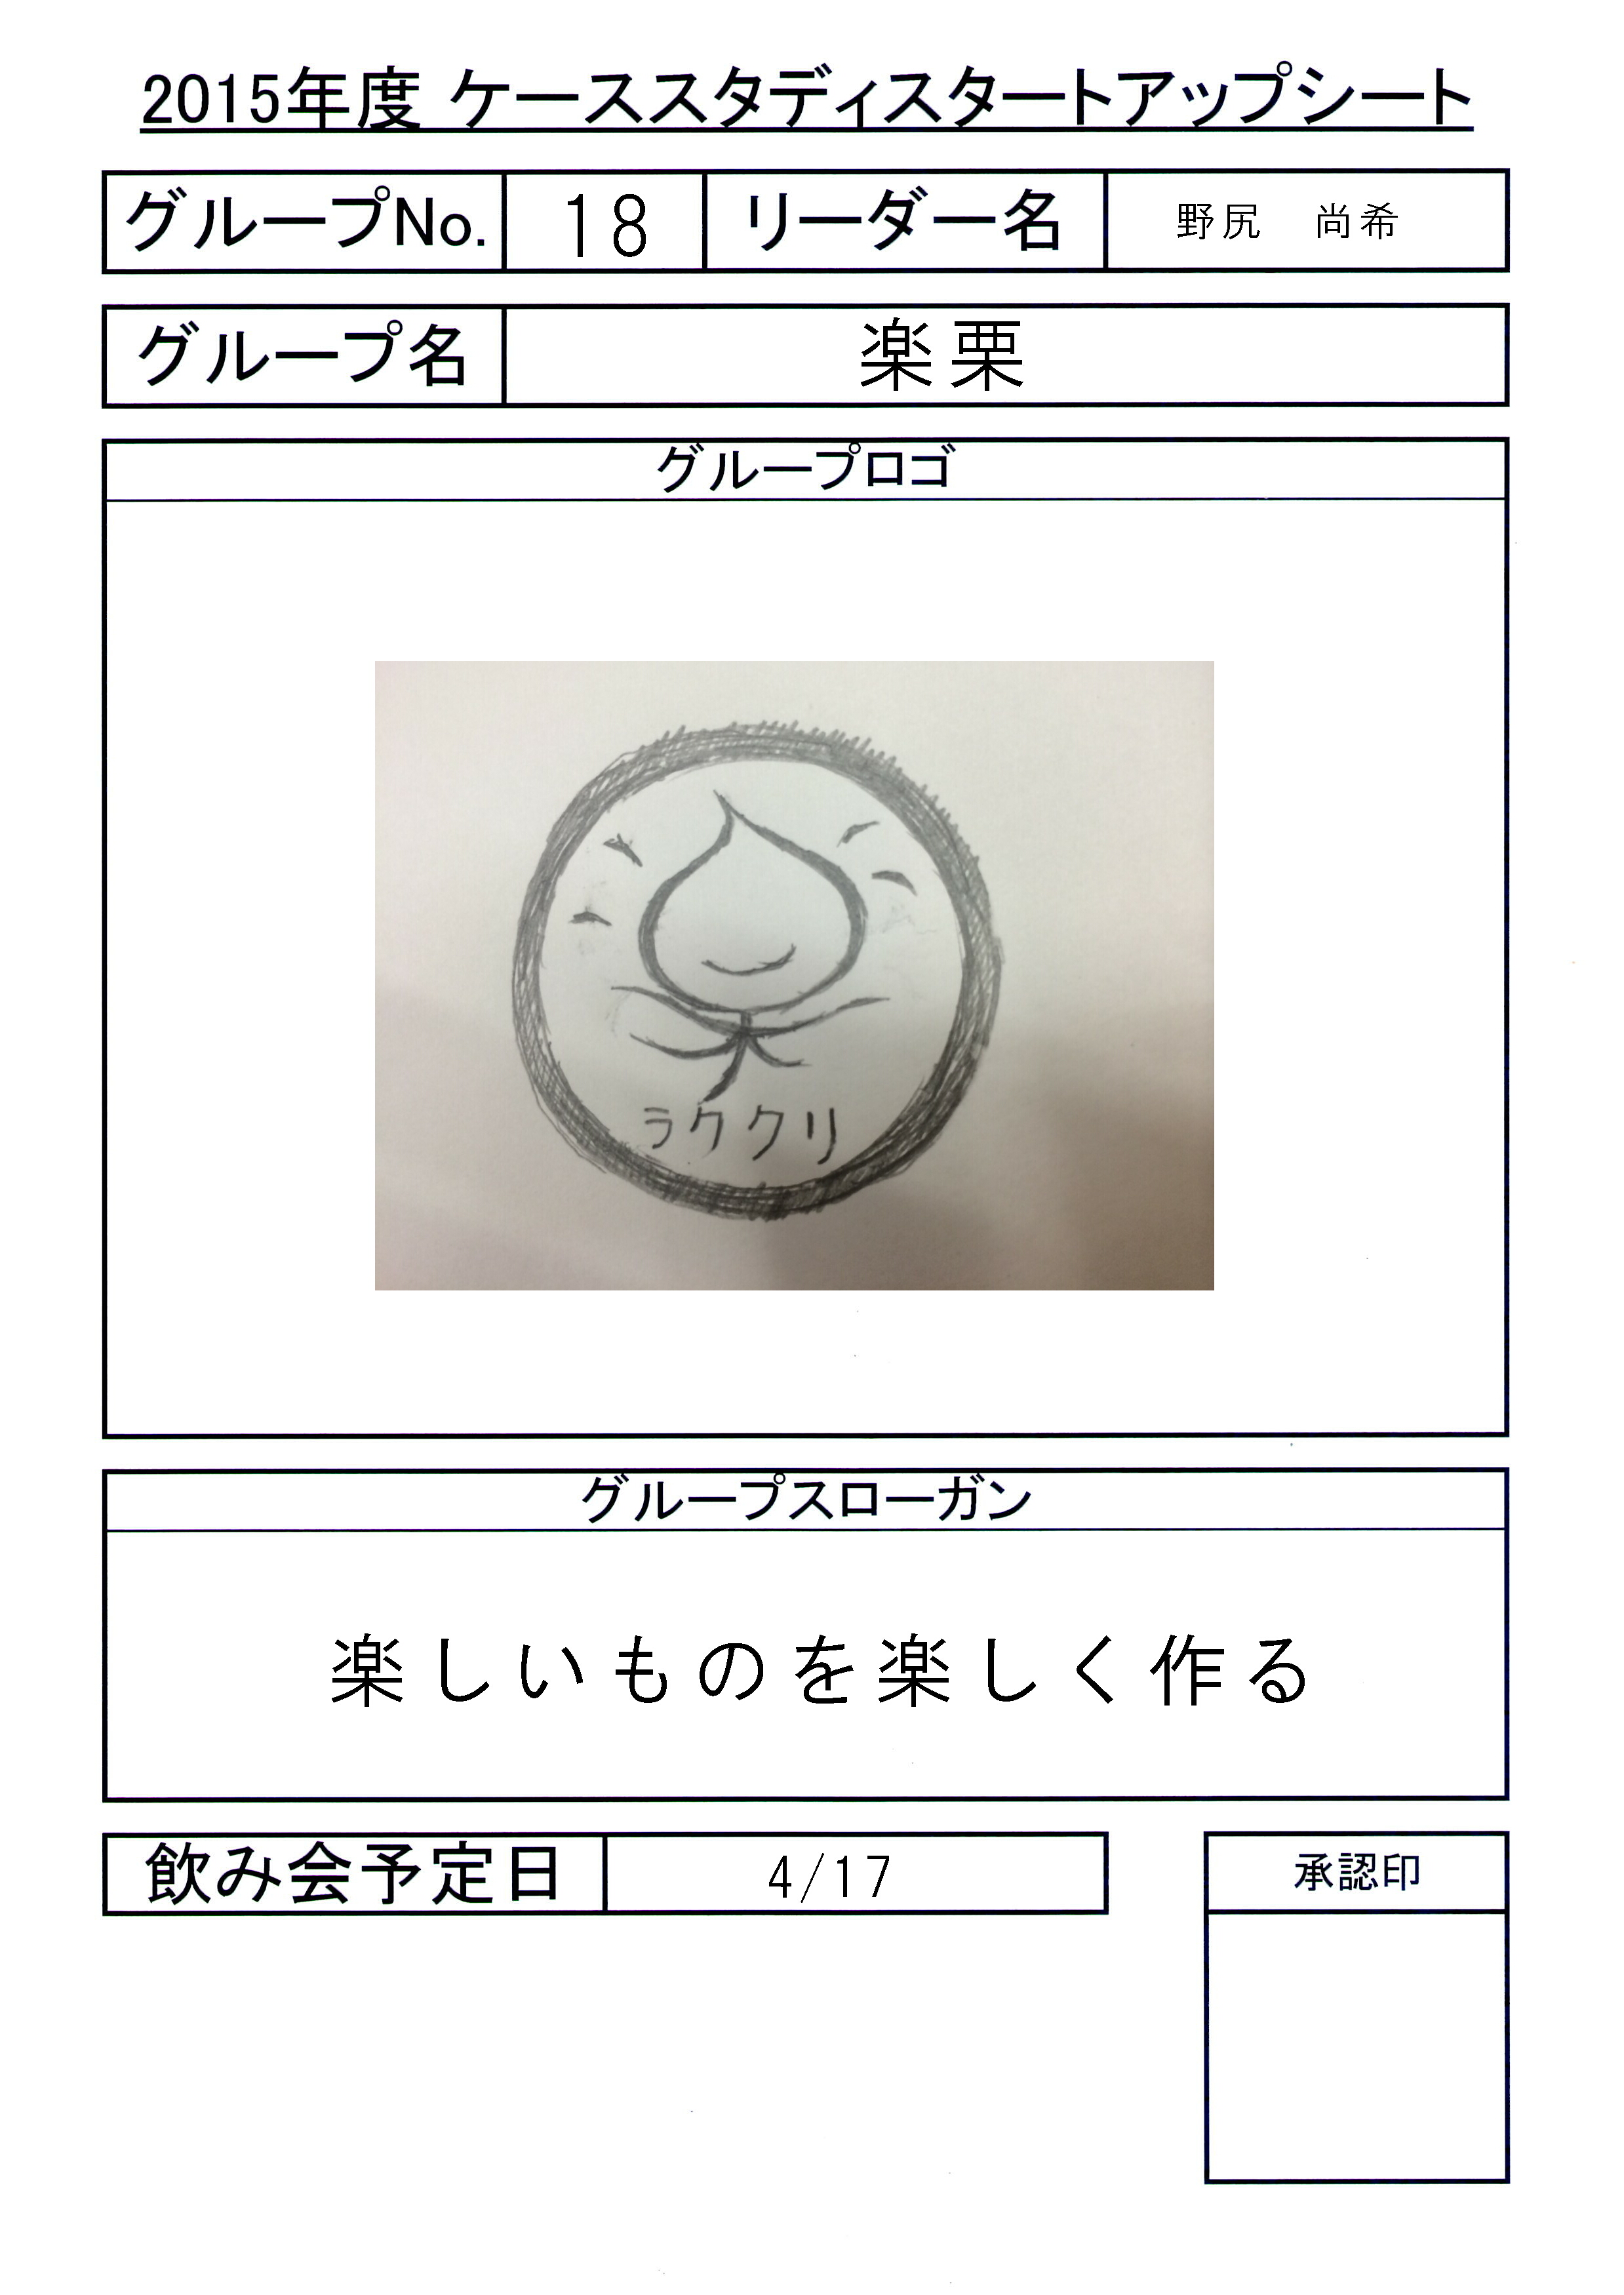 2015年度 ケーススタディスタートアップシート
グループNo. 18 リーダー名 野尻 尚希
グループ名 楽栗
グループロゴ
ラククリ
グループスローガン
楽しいものを楽しく作る
飲み会予定日 4/17
承認印